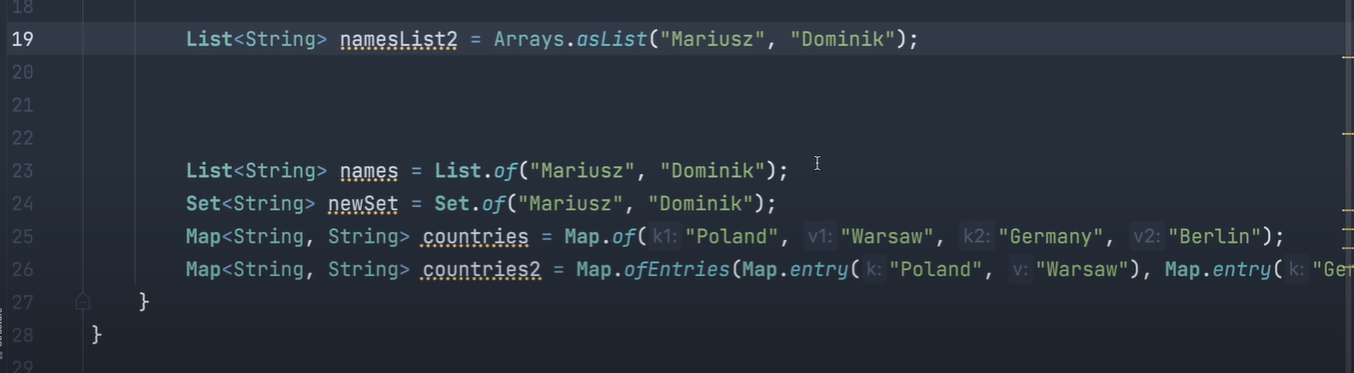 18
19 List<String> namesList2 = Arrays.asList("Mariusz", "Dominik");
20
21
22
23 List<String> names = List.of("Mariusz", "Dominik");
24 Set<String> newSet = Set.of("Mariusz", "Dominik");
25 Map<String, String> countries = Map.of( k1: "Poland", v1: "Warsaw", k2: "Germany", v2: "Berlin");
26 Map<String, String> countries2 = Map.ofEntries(Map.entry( k: "Poland", v: "Warsaw"), Map.entry( k: "Ger
27 }
28 }
29